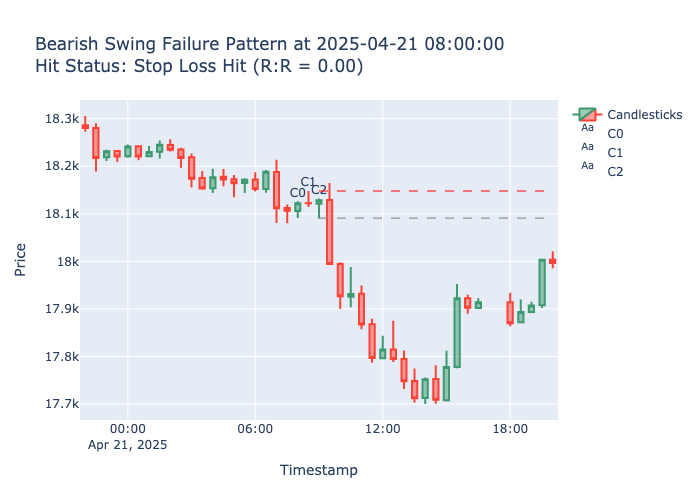 Bearish Swing Failure Pattern at 2025-04-21 08:00:00
Hit Status: Stop Loss Hit (R:R = 0.00)
Candlesticks
Aa C0
Aa C1
Aa C2
C1
C0 C2
18.3k
18.2k
18.1k
18k
17.9k
17.8k
17.7k
Price
00:00 06:00 12:00 18:00
Apr 21, 2025
Timestamp